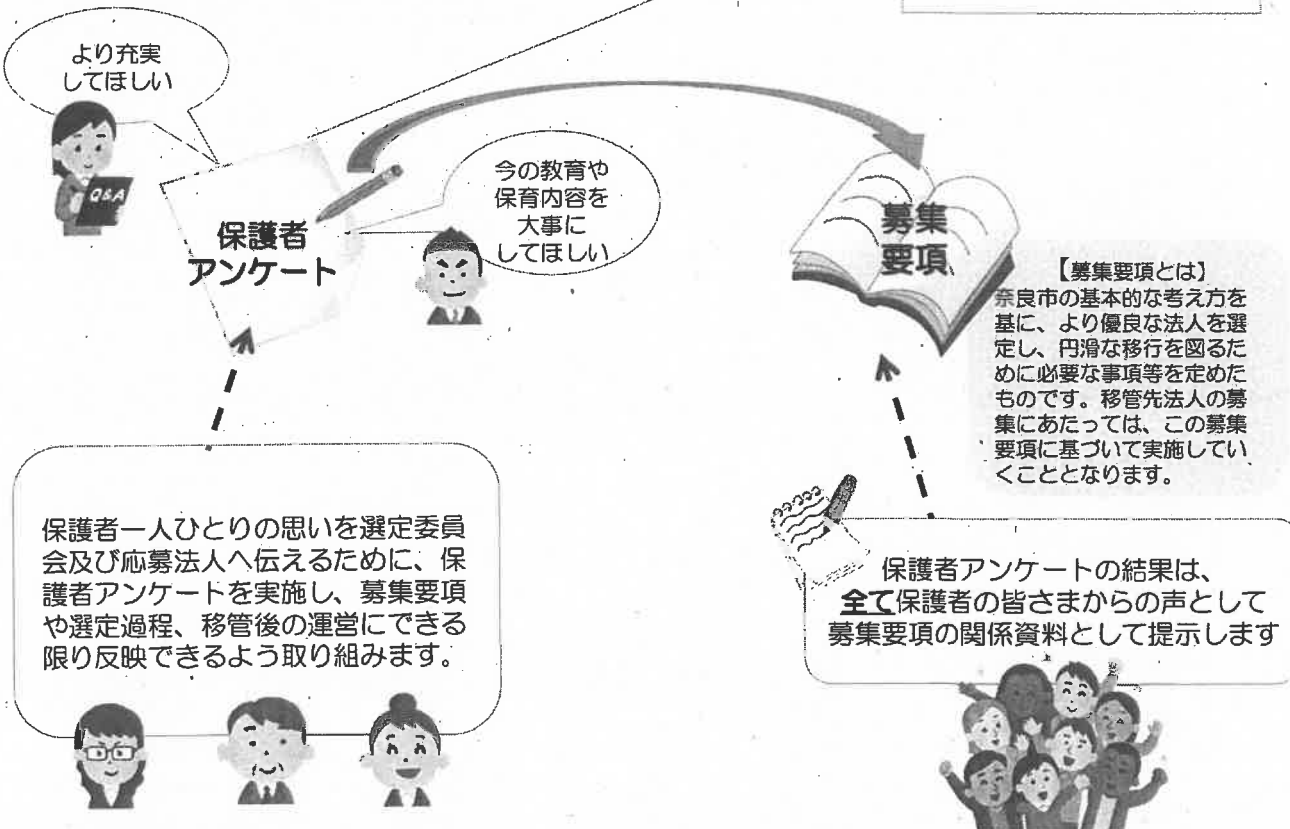 より充実
してほしい
Q&A
保護者
アンケート
今の教育や
保育内容を
大事に
してほしい
募集
要項
【募集要項とは】
奈良市の基本的な考え方を
基に、より優良な法人を選
定し、円滑な移行を図るた
めに必要な事項等を定めた
ものです。移管先法人の募
集にあたっては、この募集
要項に基づいて実施してい
くこととなります。
保護者一人ひとりの思いを選定委員
会及び応募法人へ伝えるために、保
護者アンケートを実施し、募集要項
や選定過程、移管後の運営にできる
限り反映できるよう取り組みます。
保護者アンケートの結果は、
全て保護者の皆さまからの声として
募集要項の関係資料として提示します